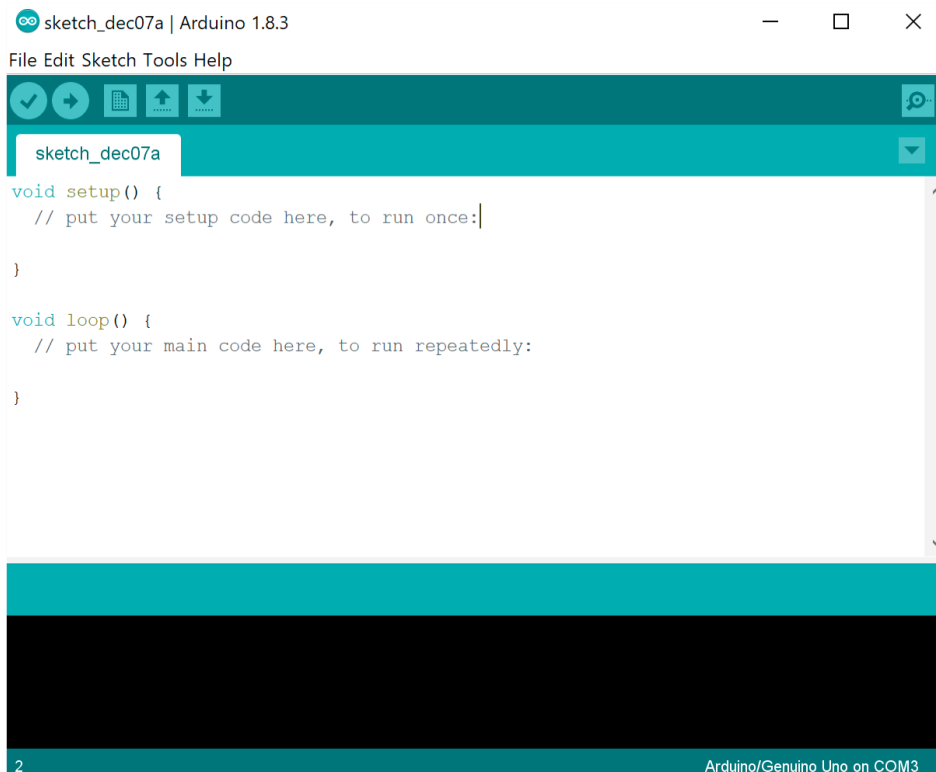 sketch_dec07a | Arduino 1.8.3
File Edit Sketch Tools Help
sketch_dec07a
void setup() {
  // put your setup code here, to run once:
}
void loop() {
  // put your main code here, to run repeatedly:
}
2
Arduino/Genuino Uno on COM3